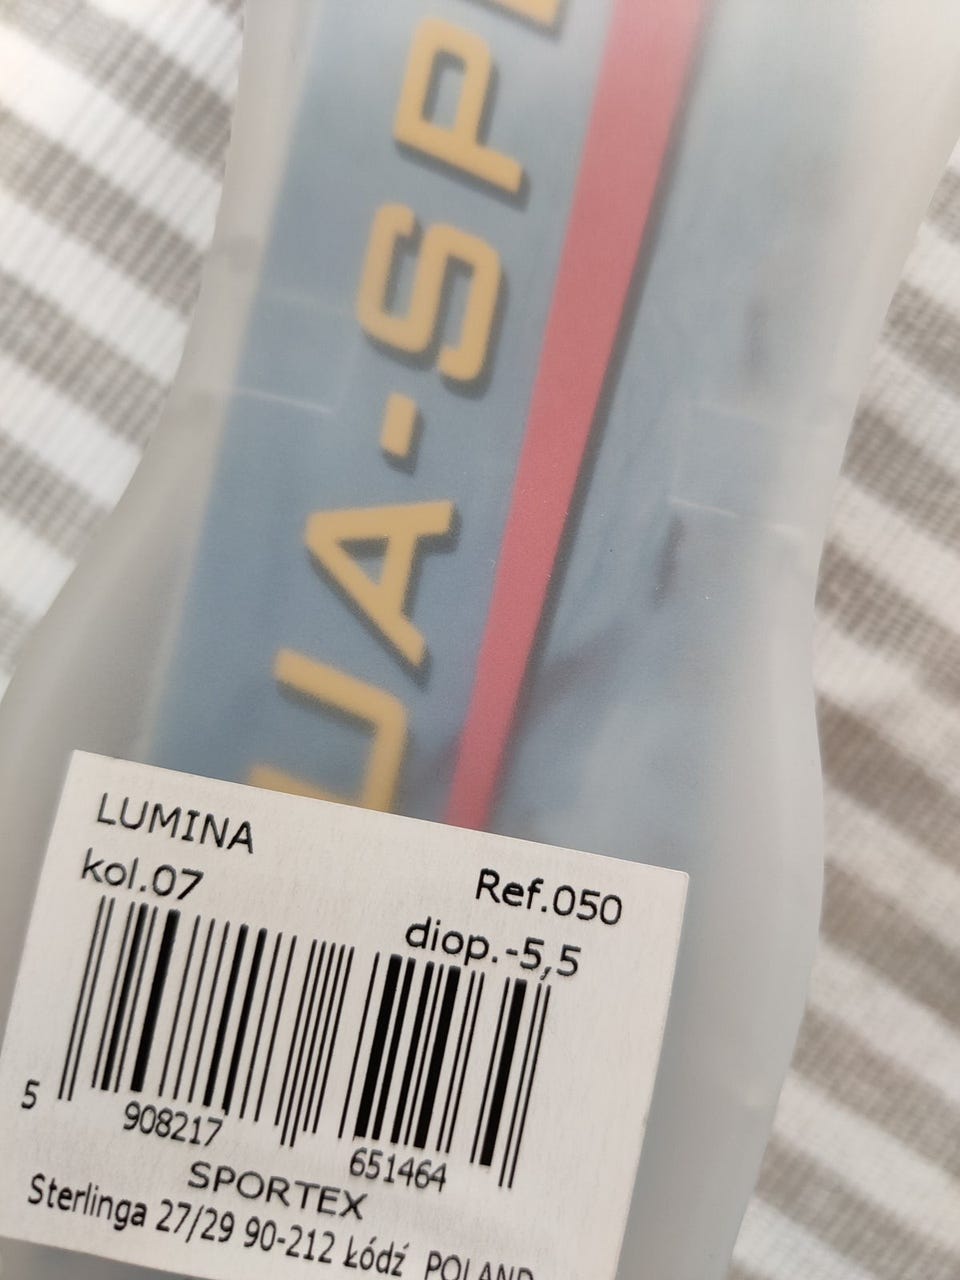 UA-SP
LUMINA
kol.07
Ref.050
diop.-5,5
5 908217 651464
SPORTEX
Sterlinga 27/29 90-212 Łódź POLAND